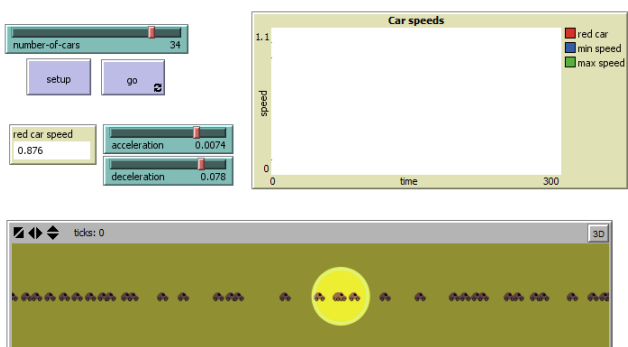 number-of-cars 34
setup
go
red car speed
0.876
acceleration 0.0074
deceleration 0.078
Car speeds
1.1
speed
0
0
time
300
red car
min speed
max speed
ticks: 0
3D